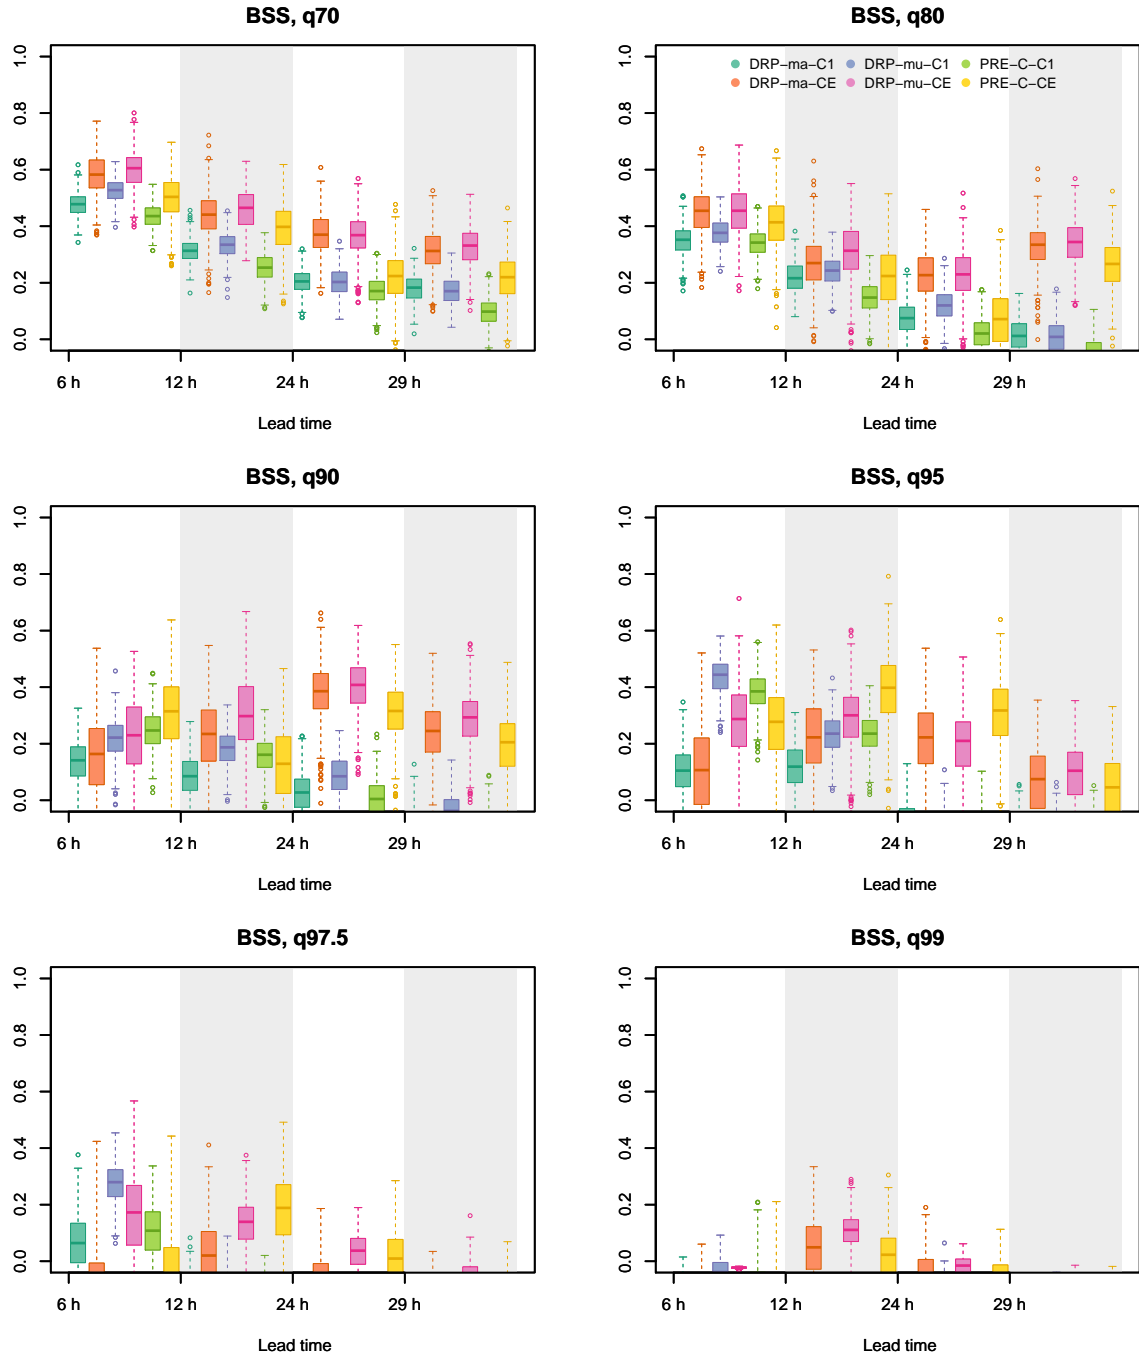 BSS, q70
1.0
0.8
0.6
0.4
0.2
0.0
6 h 12 h 24 h 29 h
Lead time
BSS, q80
DRP−ma−C1 DRP−mu−C1 PRE−C−C1
DRP−ma−CE DRP−mu−CE PRE−C−CE
1.0
0.8
0.6
0.4
0.2
0.0
6 h 12 h 24 h 29 h
Lead time
BSS, q90
1.0
0.8
0.6
0.4
0.2
0.0
6 h 12 h 24 h 29 h
Lead time
BSS, q95
1.0
0.8
0.6
0.4
0.2
0.0
6 h 12 h 24 h 29 h
Lead time
BSS, q97.5
1.0
0.8
0.6
0.4
0.2
0.0
6 h 12 h 24 h 29 h
Lead time
BSS, q99
1.0
0.8
0.6
0.4
0.2
0.0
6 h 12 h 24 h 29 h
Lead time